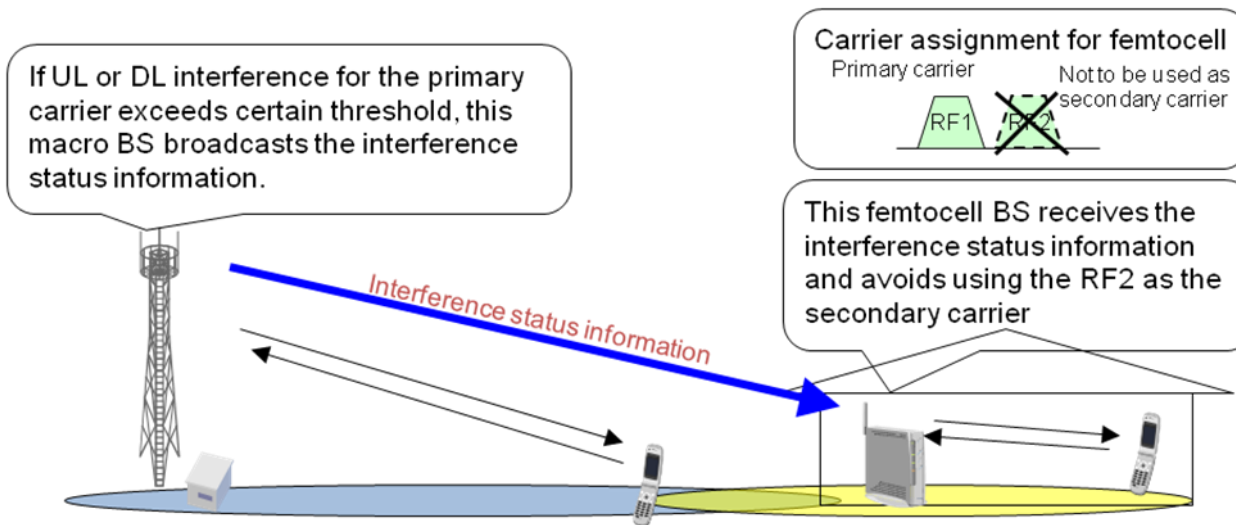 If UL or DL interference for the primary
carrier exceeds certain threshold, this
macro BS broadcasts the interference
status information.
Carrier assignment for femtocell
Primary carrier
Not to be used as
secondary carrier
RF1
RF2
This femtocell BS receives the
interference status information
and avoids using the RF2 as the
secondary carrier
Interference status information